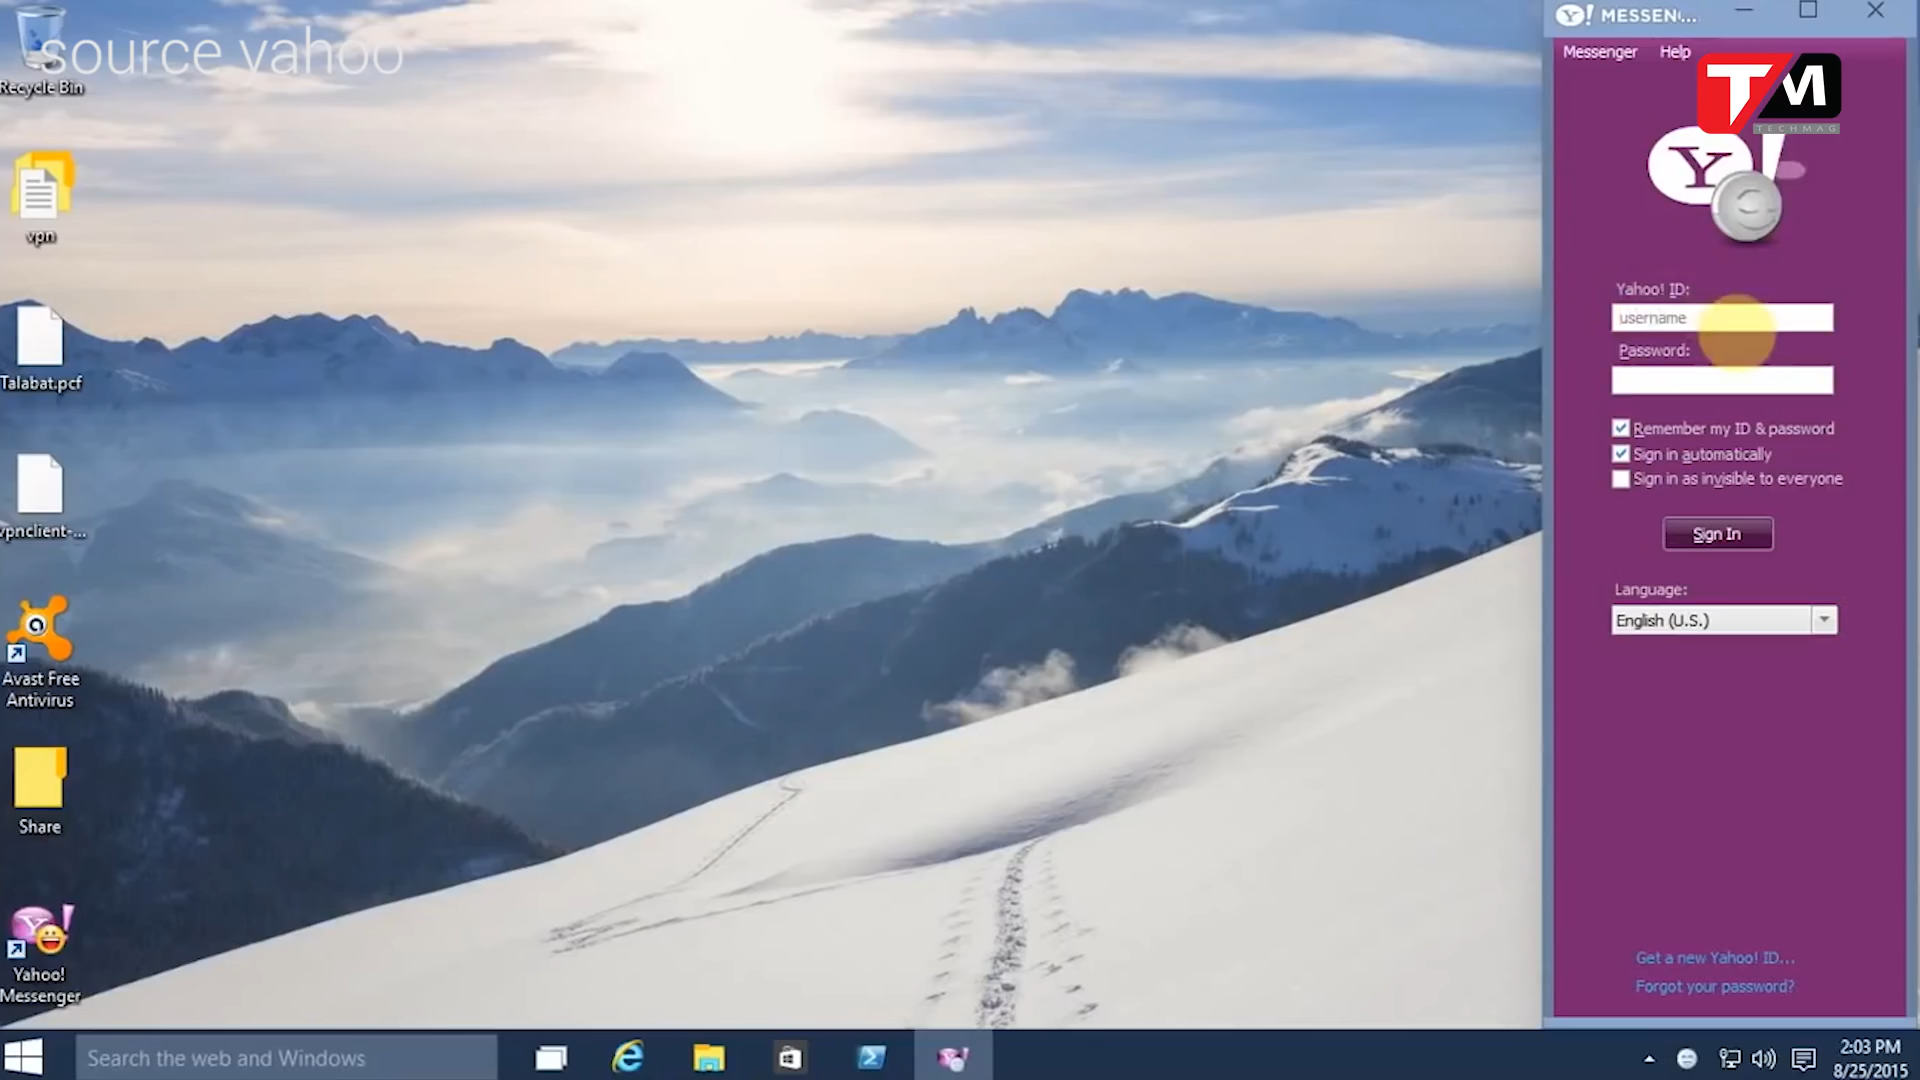 source yahoo
Recycle Bin
vpn
Talabat.pcf
vpnclient-...
Avast Free
Antivirus
Share
Yahoo!
Messenger
Y! MESSEN...
Messenger Help
TM
TECHMAG
Y!
Yahoo! ID:
username
Password:
Remember my ID & password
Sign in automatically
Sign in as invisible to everyone
Sign In
Language:
English (U.S.)
Get a new Yahoo! ID...
Forgot your password?
Search the web and Windows
2:03 PM
8/25/2015